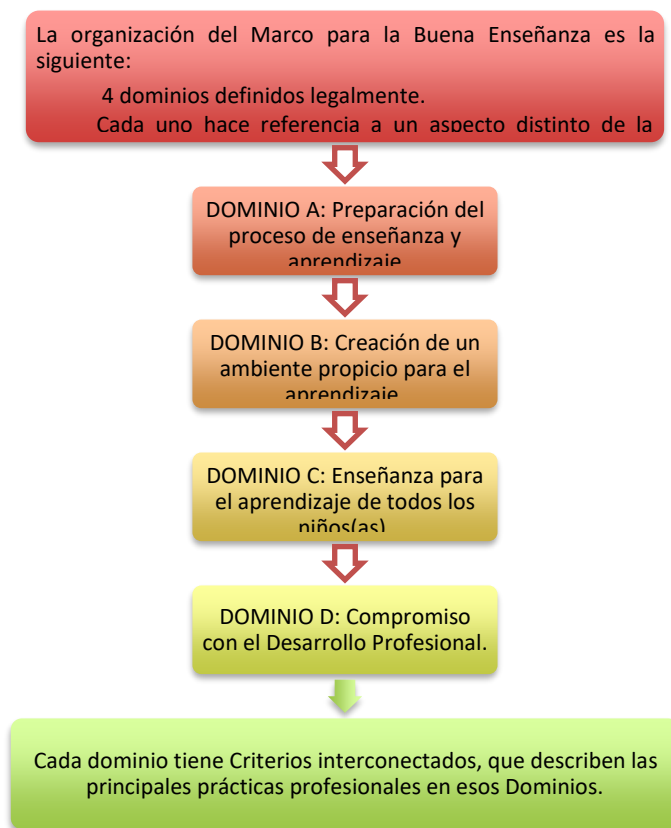 La organización del Marco para la Buena Enseñanza es la
siguiente:
4 dominios definidos legalmente.
Cada uno hace referencia a un aspecto distinto de la
DOMINIO A: Preparación del
proceso de enseñanza y
aprendizaje
DOMINIO B: Creación de un
ambiente propicio para el
aprendizaje
DOMINIO C: Enseñanza para
el aprendizaje de todos los
niños(as)
DOMINIO D: Compromiso
con el Desarrollo Profesional.
Cada dominio tiene Criterios interconectados, que describen las
principales prácticas profesionales en esos Dominios.